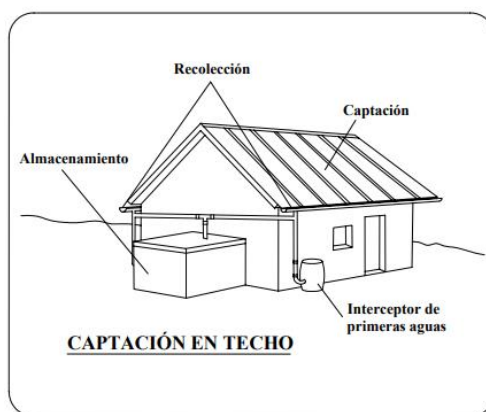 Recolección
Captación
Almacenamiento
Interceptor de
primeras aguas
CAPTACIÓN EN TECHO